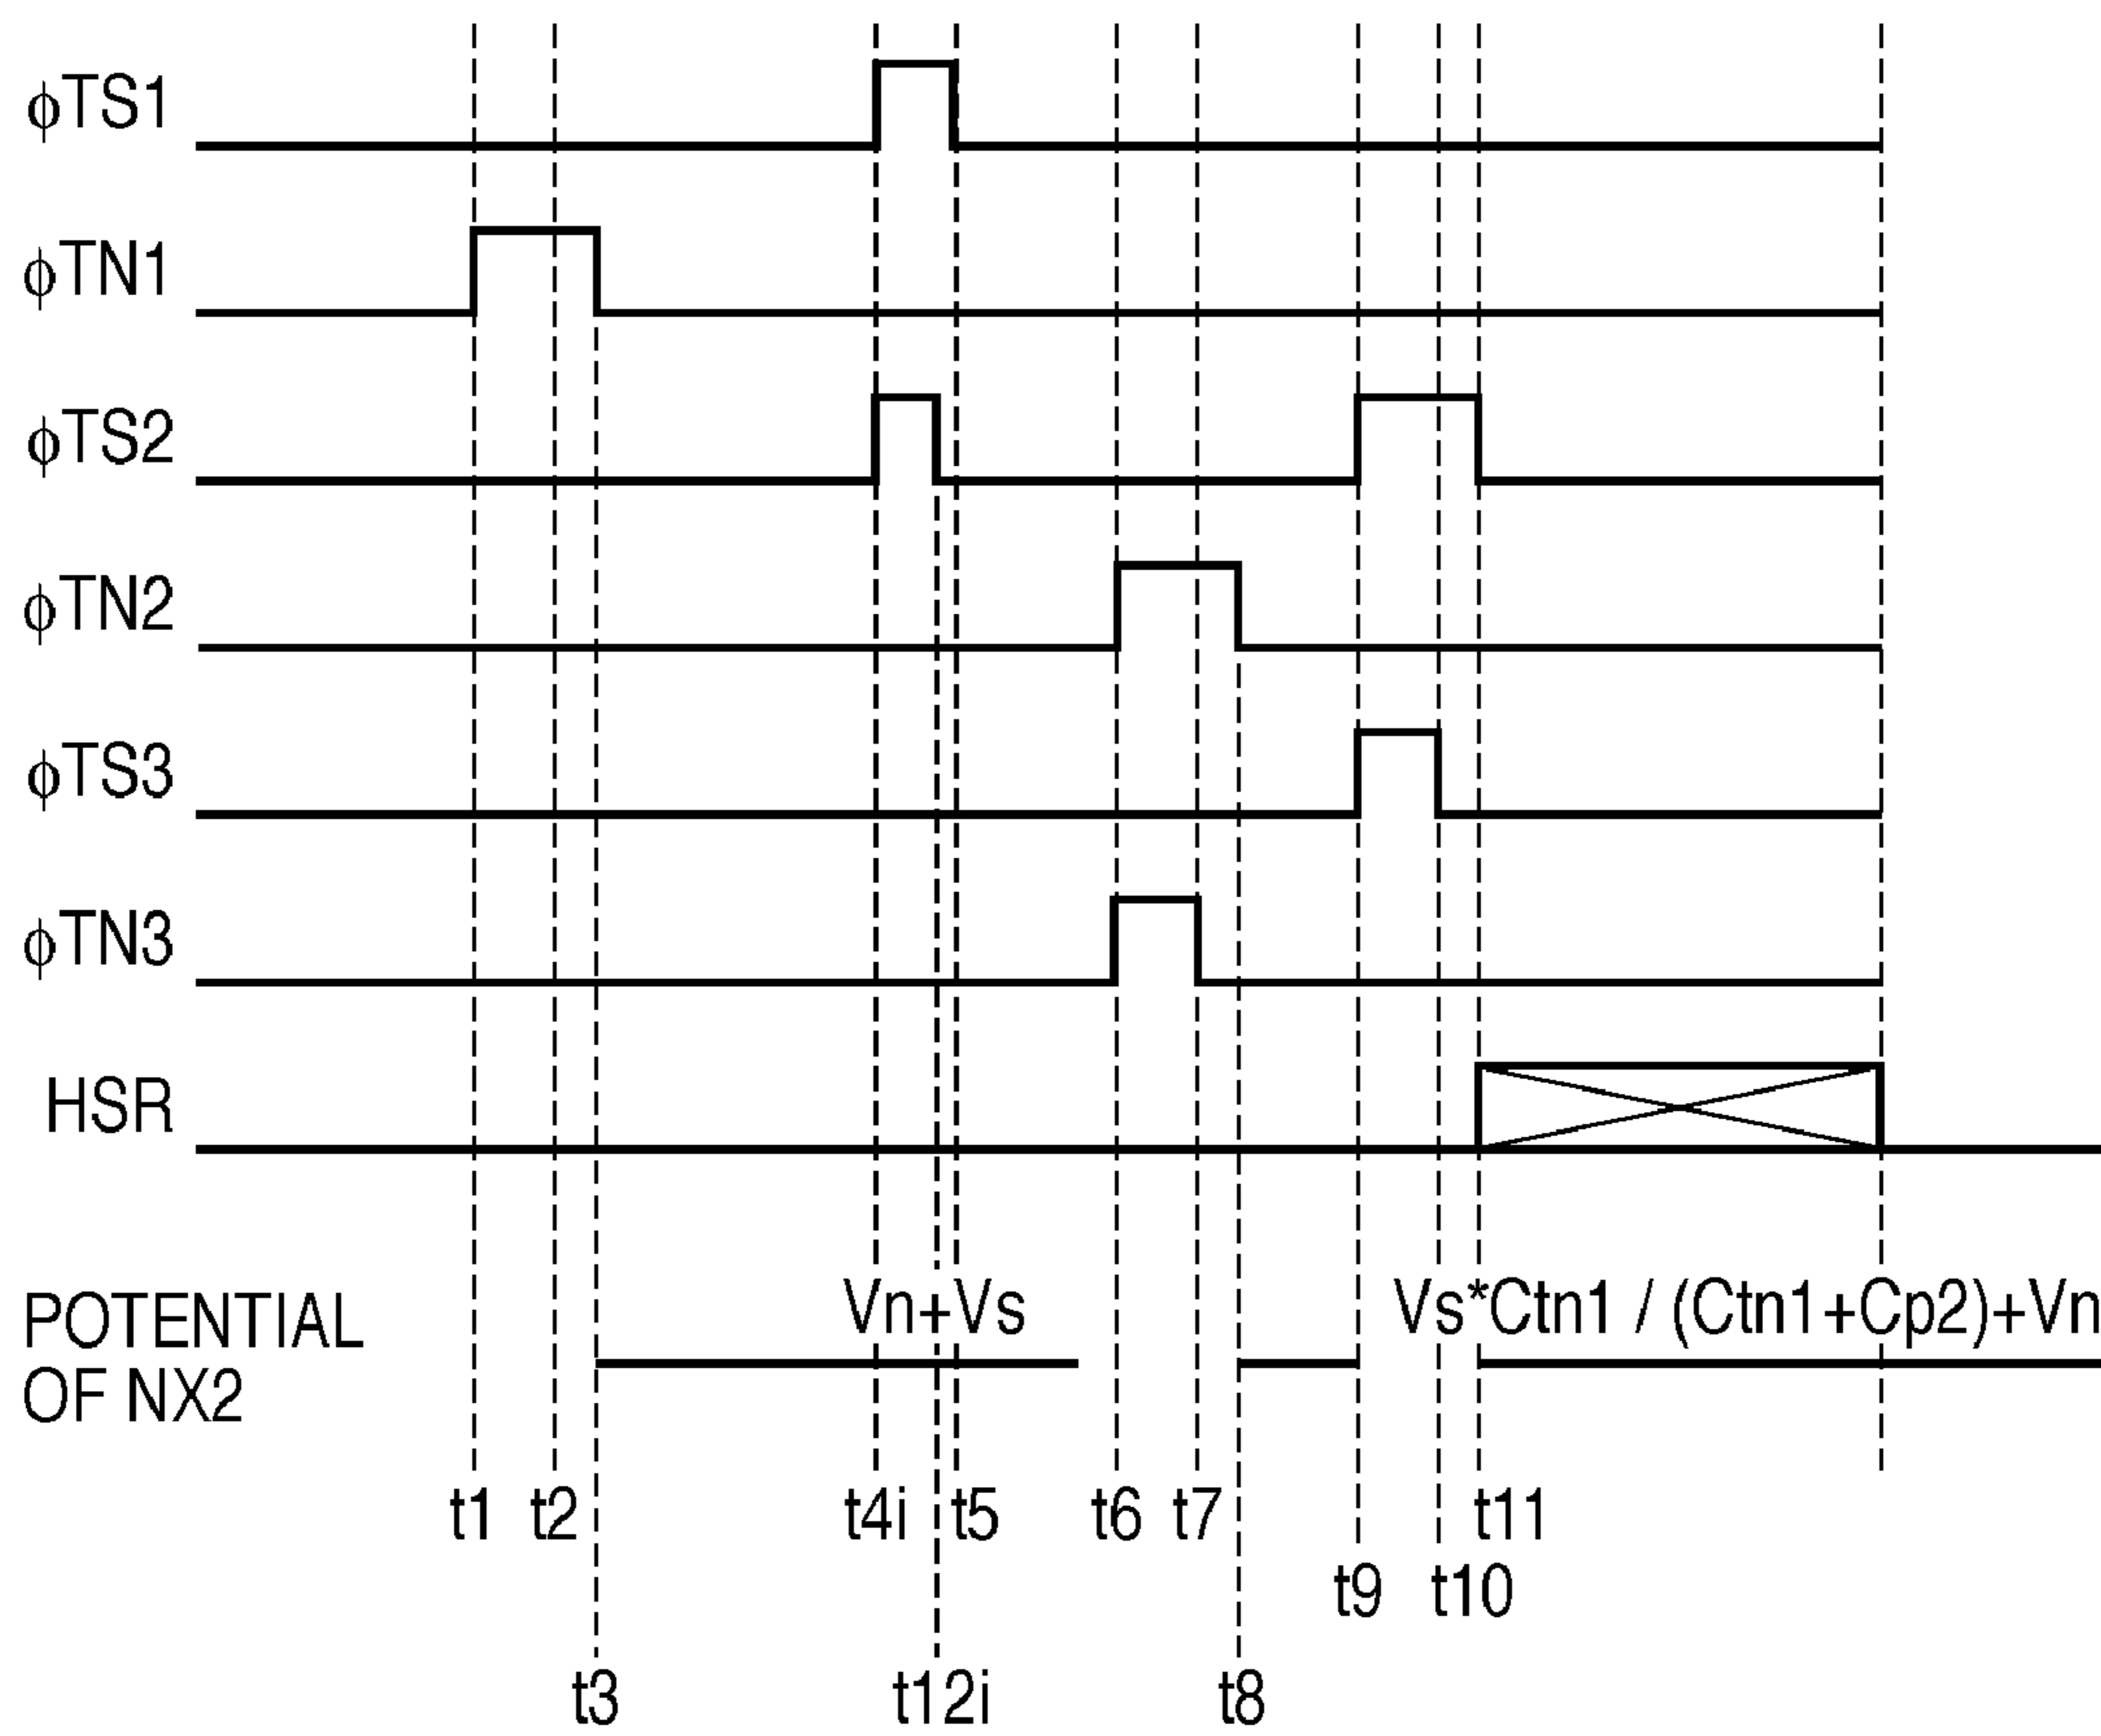 ϕTS1
ϕTN1
ϕTS2
ϕTN2
ϕTS3
ϕTN3
HSR
POTENTIAL
OF NX2
Vn+Vs
Vs*Ctn1 / (Ctn1+Cp2)+Vn
t1 t2 t4i t5 t6 t7 t11
t9 t10
t3 t12i t8